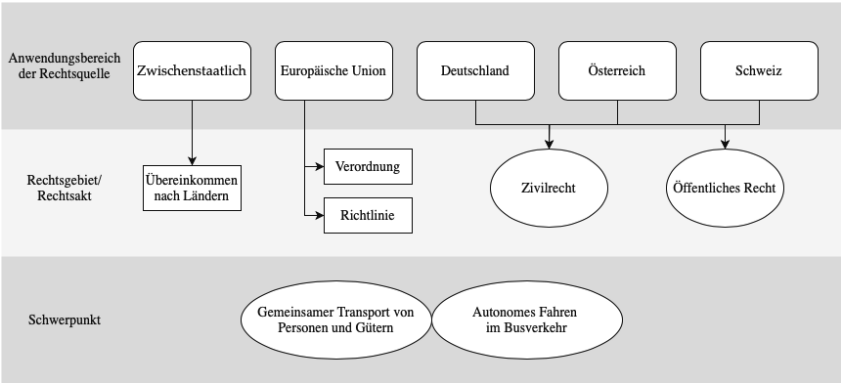 Anwendungsbereich
der Rechtsquelle
Zwischenstaatlich
Europäische Union
Deutschland
Österreich
Schweiz
Rechtsgebiet/
Rechtsakt
Übereinkommen
nach Ländern
Verordnung
Richtlinie
Zivilrecht
Öffentliches Recht
Schwerpunkt
Gemeinsamer Transport von
Personen und Gütern
Autonomes Fahren
im Busverkehr